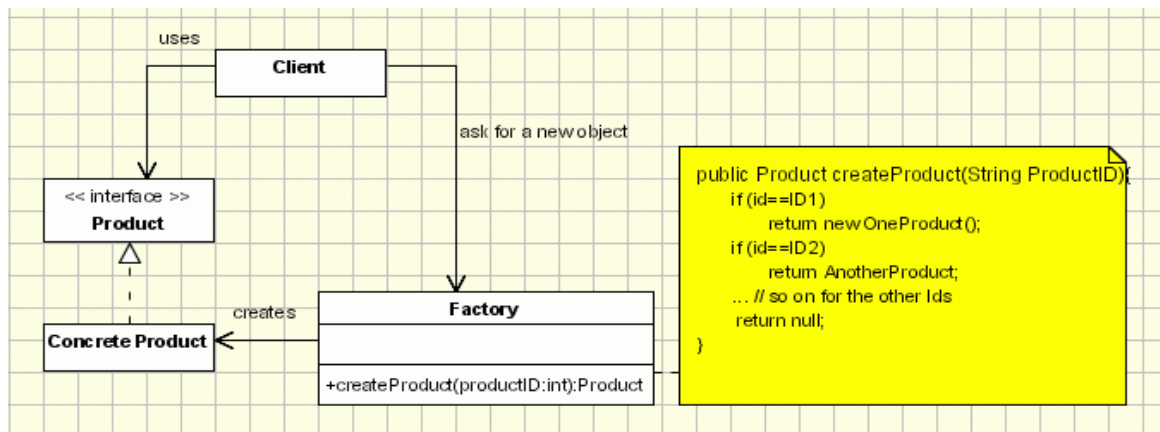 uses
Client
ask for a new object
<< interface >>
Product
public Product createProduct(String ProductID){
if (id==ID1)
return new OneProduct();
if (id==ID2)
return AnotherProduct;
... // so on for the other Ids
return null;
}
Factory
creates
Concrete Product
+createProduct(productID:int):Product